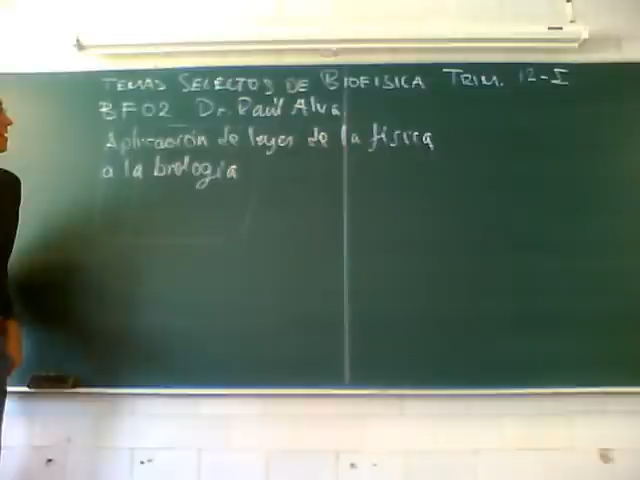 TEMAS SELECTOS DE BIOFISICA TRIM. 12-I
BF02 Dr. Raúl Alva
Aplicación de leyes de la física
a la biología